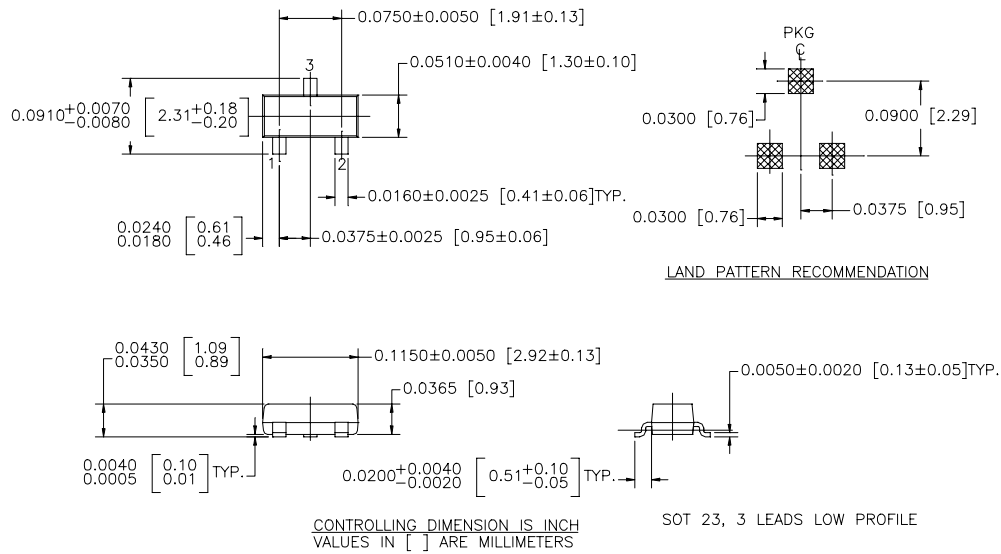 0.0750±0.0050 [1.91±0.13]
3
0.0510±0.0040 [1.30±0.10]
0.0910+0.0070 [2.31+0.18]
-0.0080 -0.20
1
2
0.0160±0.0025 [0.41±0.06]TYP.
0.0240 [0.61]
0.0180 [0.46]
0.0375±0.0025 [0.95±0.06]
PKG
℄
0.0300 [0.76]
0.0900 [2.29]
0.0300 [0.76]
0.0375 [0.95]
LAND PATTERN RECOMMENDATION
0.0430 [1.09]
0.0350 [0.89]
0.1150±0.0050 [2.92±0.13]
0.0365 [0.93]
0.0040 [0.10] TYP.
0.0005 [0.01]
0.0050±0.0020 [0.13±0.05]TYP.
0.0200+0.0040 [0.51+0.10] TYP.
-0.0020 -0.05
CONTROLLING DIMENSION IS INCH
VALUES IN [ ] ARE MILLIMETERS
SOT 23, 3 LEADS LOW PROFILE